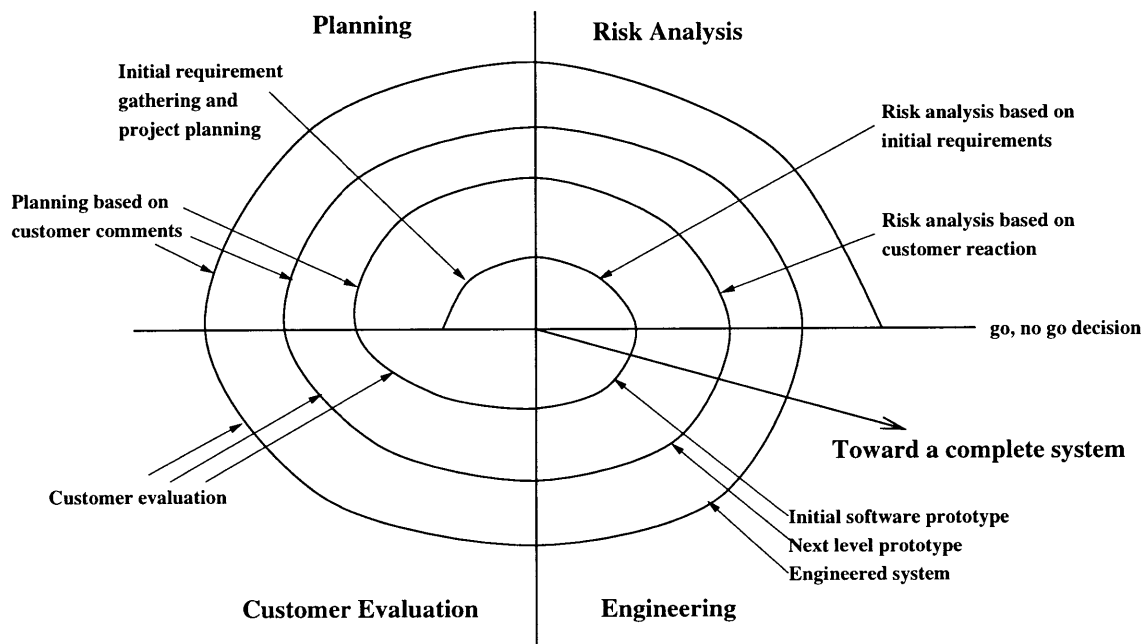 Planning
Risk Analysis
Initial requirement
gathering and
project planning
Risk analysis based on
initial requirements
Planning based on
customer comments
Risk analysis based on
customer reaction
go, no go decision
Toward a complete system
Customer evaluation
Initial software prototype
Next level prototype
Engineered system
Customer Evaluation
Engineering